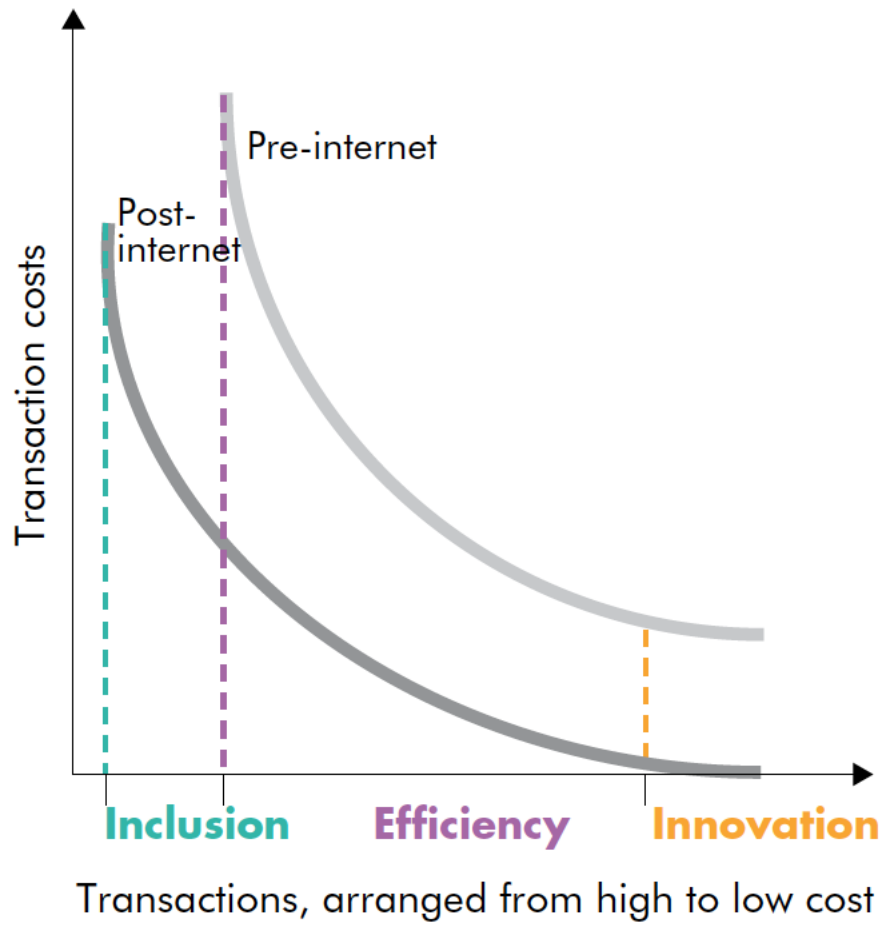 Pre-internet
Post-
internet
Transaction costs
Inclusion
Efficiency
Innovation
Transactions, arranged from high to low cost